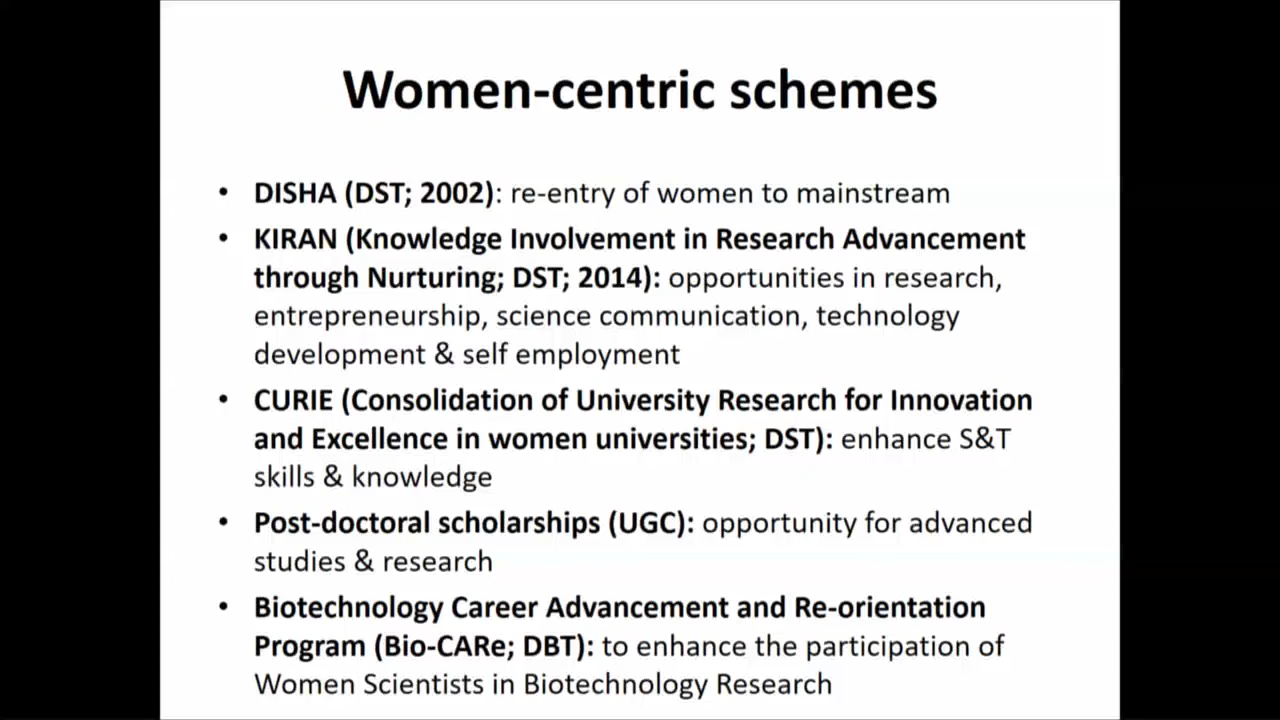 Women-centric schemes
• DISHA (DST; 2002): re-entry of women to mainstream
• KIRAN (Knowledge Involvement in Research Advancement
through Nurturing; DST; 2014): opportunities in research,
entrepreneurship, science communication, technology
development & self employment
• CURIE (Consolidation of University Research for Innovation
and Excellence in women universities; DST): enhance S&T
skills & knowledge
• Post-doctoral scholarships (UGC): opportunity for advanced
studies & research
• Biotechnology Career Advancement and Re-orientation
Program (Bio-CARe; DBT): to enhance the participation of
Women Scientists in Biotechnology Research